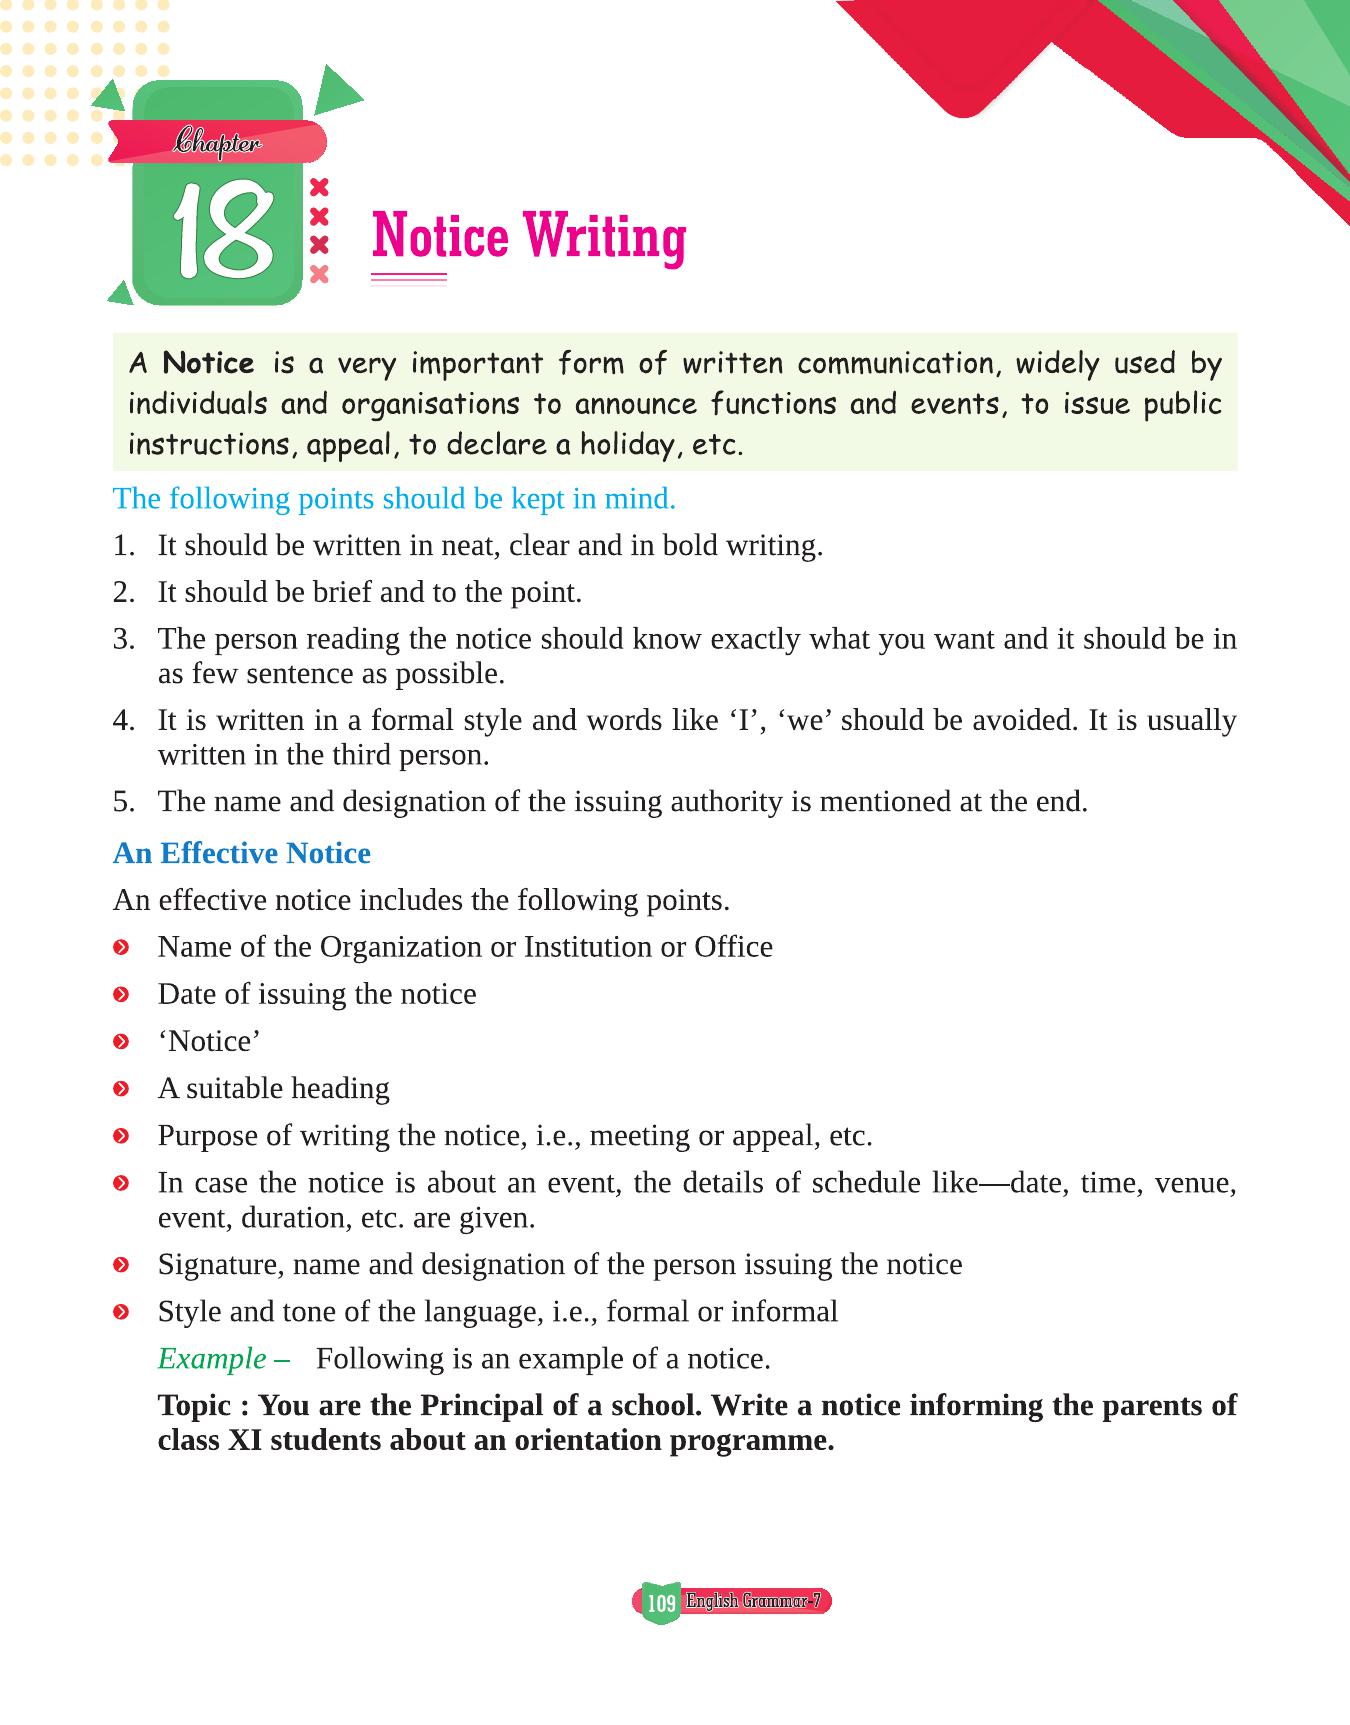 Chapter
18
Notice Writing
A Notice is a very important form of written communication, widely used by
individuals and organisations to announce functions and events, to issue public
instructions, appeal, to declare a holiday, etc.
The following points should be kept in mind.
1. It should be written in neat, clear and in bold writing.
2. It should be brief and to the point.
3. The person reading the notice should know exactly what you want and it should be in
as few sentence as possible.
4. It is written in a formal style and words like ‘I’, ‘we’ should be avoided. It is usually
written in the third person.
5. The name and designation of the issuing authority is mentioned at the end.
An Effective Notice
An effective notice includes the following points.
Name of the Organization or Institution or Office
Date of issuing the notice
‘Notice’
A suitable heading
Purpose of writing the notice, i.e., meeting or appeal, etc.
In case the notice is about an event, the details of schedule like—date, time, venue,
event, duration, etc. are given.
Signature, name and designation of the person issuing the notice
Style and tone of the language, i.e., formal or informal
Example – Following is an example of a notice.
Topic : You are the Principal of a school. Write a notice informing the parents of
class XI students about an orientation programme.
109 English Grammar-7